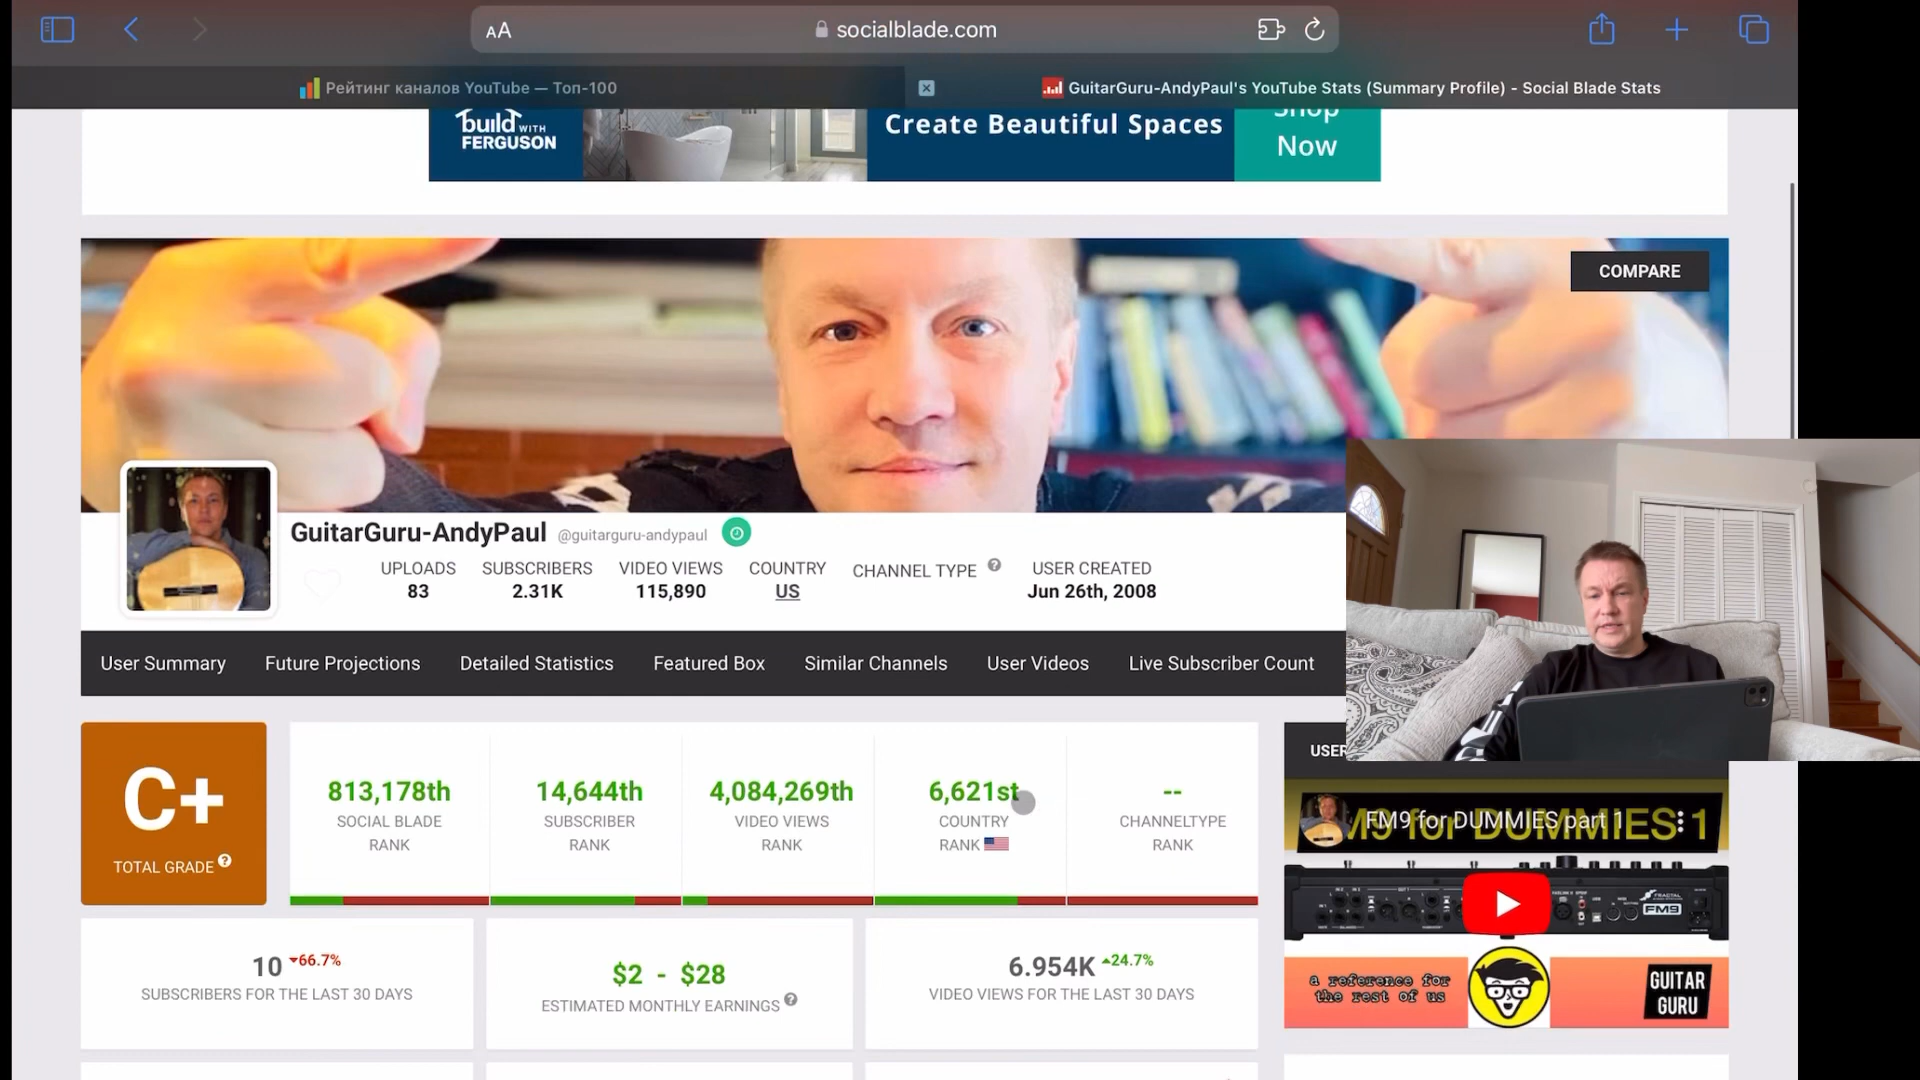 AA
socialblade.com
Рейтинг каналов YouTube — Топ-100
GuitarGuru-AndyPaul's YouTube Stats (Summary Profile) - Social Blade Stats
build WITH
FERGUSON
Create Beautiful Spaces
Shop
Now
COMPARE
GuitarGuru-AndyPaul @guitarguru-andypaul
UPLOADS
83
SUBSCRIBERS
2.31K
VIDEO VIEWS
115,890
COUNTRY
US
CHANNEL TYPE
USER CREATED
Jun 26th, 2008
User Summary
Future Projections
Detailed Statistics
Featured Box
Similar Channels
User Videos
Live Subscriber Count
C+
TOTAL GRADE
813,178th
SOCIAL BLADE
RANK
14,644th
SUBSCRIBER
RANK
4,084,269th
VIDEO VIEWS
RANK
6,621st
COUNTRY
RANK
--
CHANNELTYPE
RANK
USER
FM9 for DUMMIES part 1
FM9 for DUMMIES 1
FRACTAL
FM9
a reference for
the rest of us
GUITAR
GURU
10 66.7%
SUBSCRIBERS FOR THE LAST 30 DAYS
$2 - $28
ESTIMATED MONTHLY EARNINGS
6.954K 24.7%
VIDEO VIEWS FOR THE LAST 30 DAYS